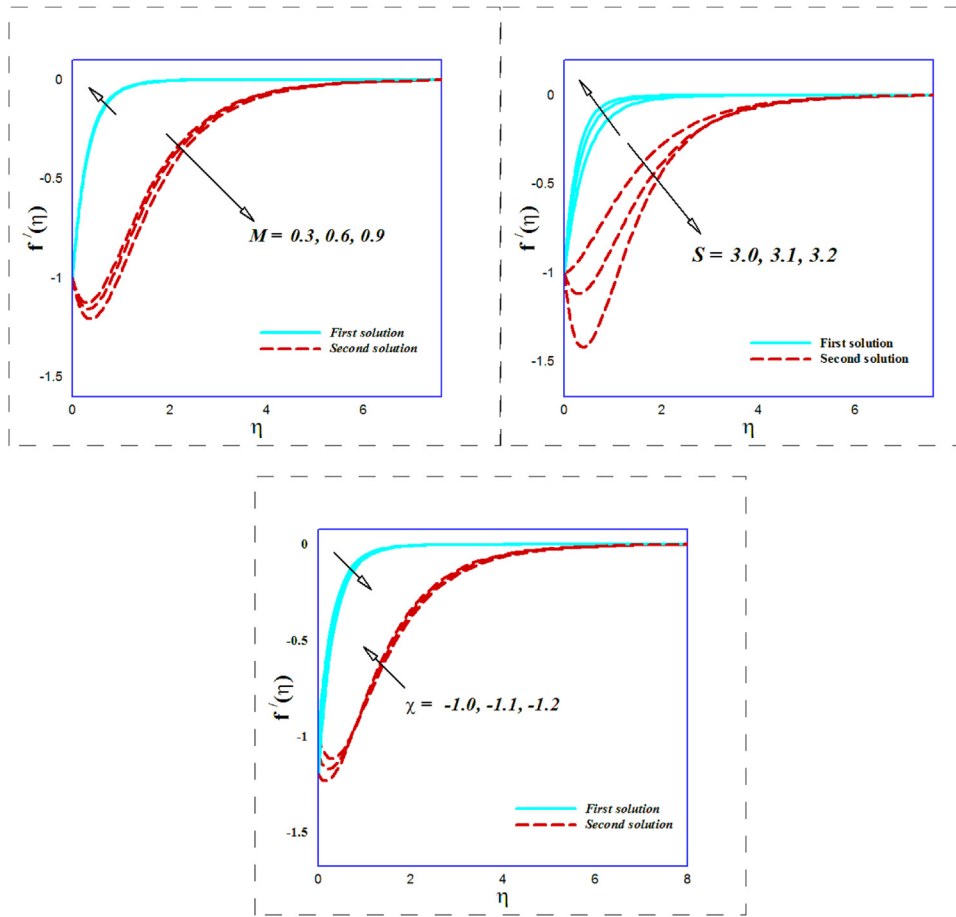 0
-0.5
-1
-1.5
f ′(η)
M = 0.3, 0.6, 0.9
First solution
Second solution
0 2 4 6
η
0
-0.5
-1
-1.5
f ′(η)
S = 3.0, 3.1, 3.2
First solution
Second solution
0 2 4 6
η
0
-0.5
-1
-1.5
f ′(η)
χ = -1.0, -1.1, -1.2
First solution
Second solution
0 2 4 6 8
η